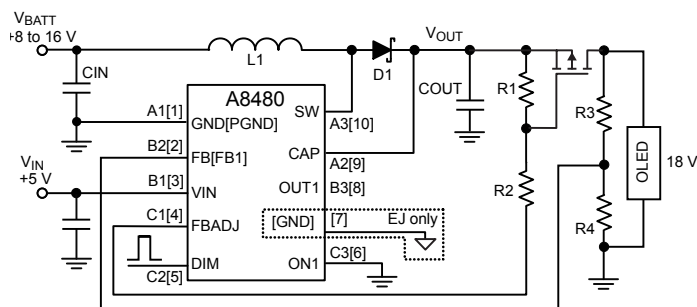 VBATT
+8 to 16 V
CIN
L1
D1
VOUT
COUT
R1
R2
R3
R4
OLED
18 V
VIN
+5 V
A8480
A1[1]
GND[PGND]
B2[2]
FB[FB1]
B1[3]
VIN
C1[4]
FBADJ
C2[5]
DIM
SW
A3[10]
CAP
A2[9]
OUT1
B3[8]
[GND]
[7]
EJ only
ON1
C3[6]